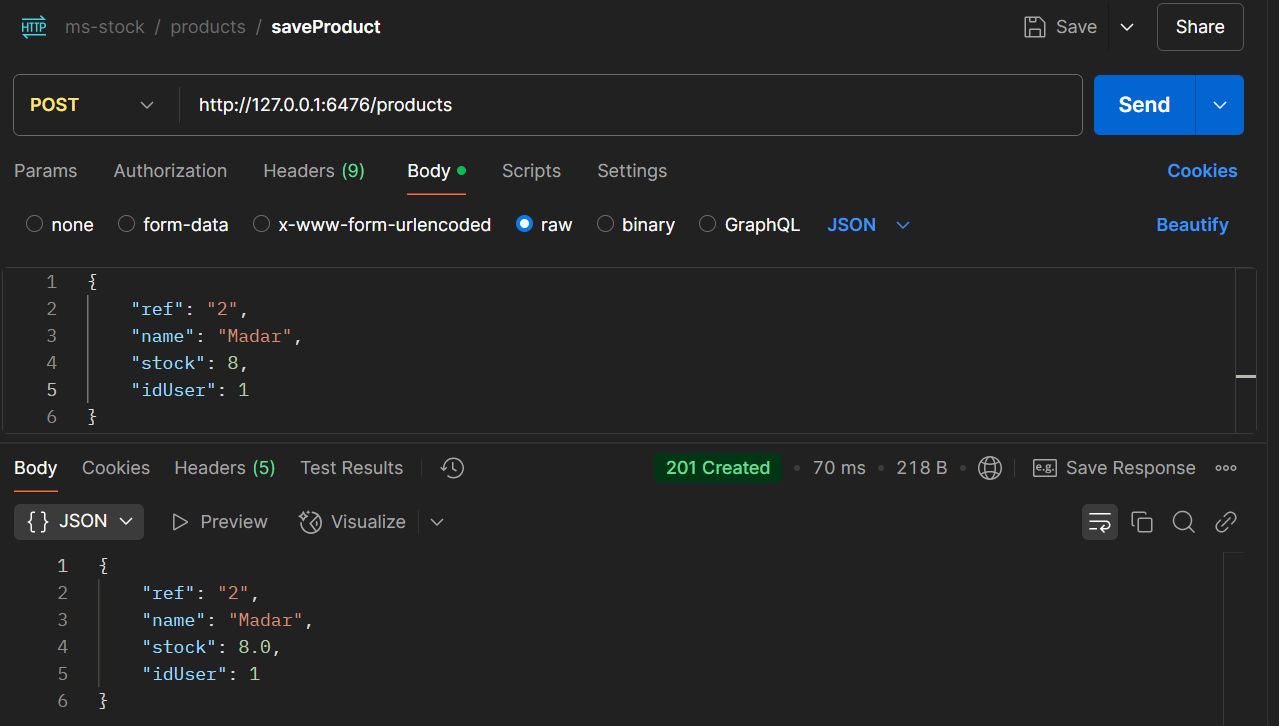 HTTP ms-stock / products / saveProduct Save Share
POST http://127.0.0.1:6476/products Send
Params Authorization Headers (9) Body Scripts Settings Cookies
none form-data x-www-form-urlencoded raw binary GraphQL JSON Beautify
1 {
2 "ref": "2",
3 "name": "Madar",
4 "stock": 8,
5 "idUser": 1
6 }
Body Cookies Headers (5) Test Results 201 Created • 70 ms • 218 B • e.g. Save Response
{} JSON Preview Visualize
1 {
2 "ref": "2",
3 "name": "Madar",
4 "stock": 8.0,
5 "idUser": 1
6 }